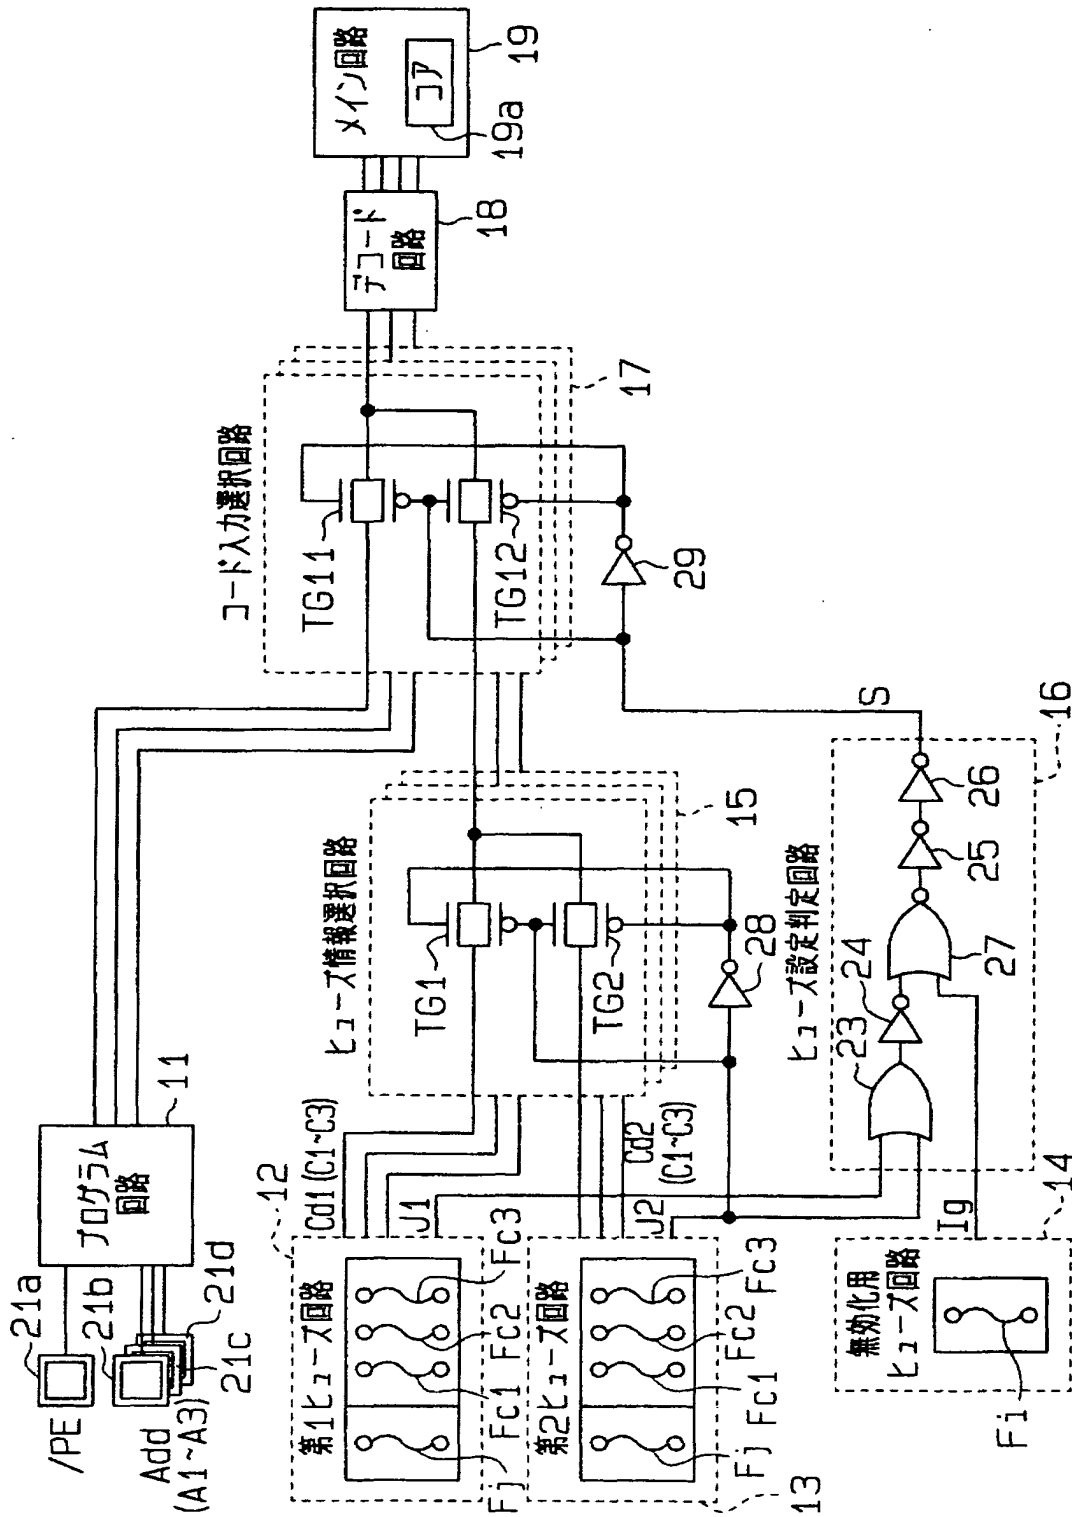 /PE
21a
Add
(A1~A3)
21b
21c
21d
プログラム
回路
11
第1ヒューズ回路
12
Fj
Fc1
Fc2
Fc3
Cd1(C1~C3)
J1
第2ヒューズ回路
13
Fj
Fc1
Fc2
Fc3
Cd2
(C1~C3)
J2
無効化用
ヒューズ回路
14
Fi
Ig
ヒューズ情報選択回路
15
TG1
TG2
28
ヒューズ設定判定回路
16
23
24
27
25
26
S
コード入力選択回路
17
TG11
TG12
29
デコード
回路
18
メイン回路
19
コア
19a